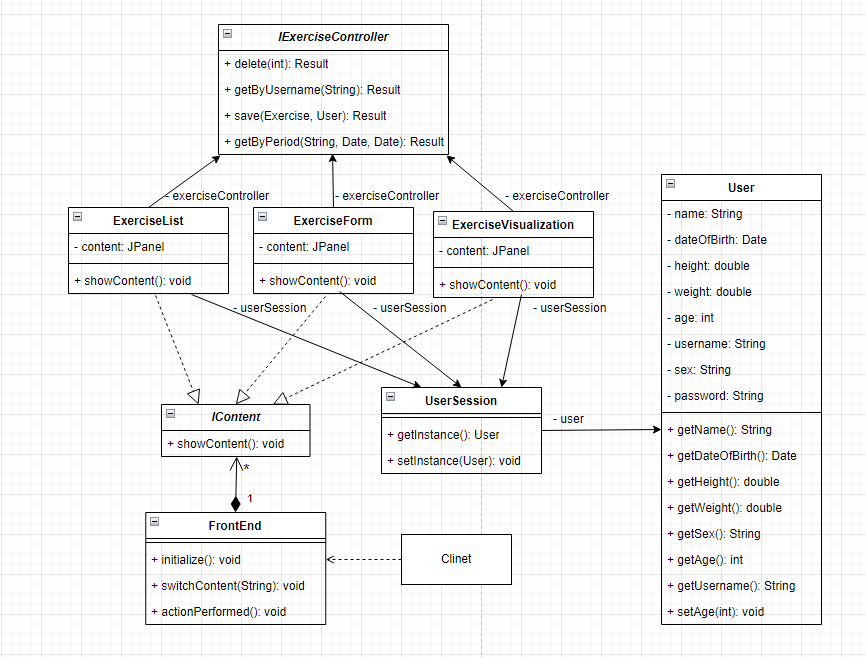 IExerciseController
+ delete(int): Result
+ getByUsername(String): Result
+ save(Exercise, User): Result
+ getByPeriod(String, Date, Date): Result
- exerciseController
- exerciseController
- exerciseController
ExerciseList
- content: JPanel
+ showContent(): void
ExerciseForm
- content: JPanel
+ showContent(): void
ExerciseVisualization
- content: JPanel
+ showContent(): void
- userSession
- userSession
- userSession
User
- name: String
- dateOfBirth: Date
- height: double
- weight: double
- age: int
- username: String
- sex: String
- password: String
+ getName(): String
+ getDateOfBirth(): Date
+ getHeight(): double
+ getWeight(): double
+ getSex(): String
+ getAge(): int
+ getUsername(): String
+ setAge(int): void
IContent
+ showContent(): void
UserSession
+ getInstance(): User
+ setInstance(User): void
- user
*
1
FrontEnd
+ initialize(): void
+ switchContent(String): void
+ actionPerformed(): void
Clinet